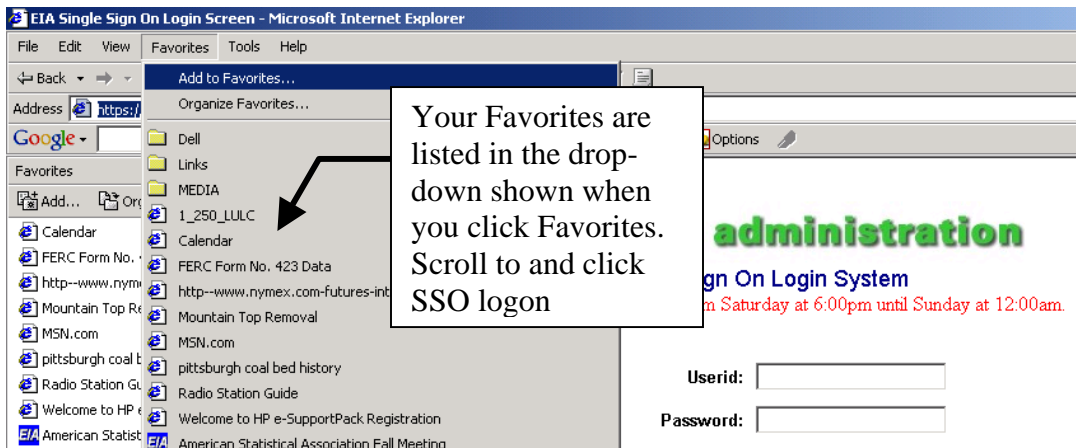 EIA Single Sign On Login Screen - Microsoft Internet Explorer
File Edit View Favorites Tools Help
Back
Add to Favorites...
Address https:/
Organize Favorites...
Google
Options
Favorites
Add... Org
Calendar
FERC Form No.
http--www.nym
Mountain Top Re
MSN.com
pittsburgh coal b
Radio Station Gu
Welcome to HP e
EIA American Statist
Dell
Links
MEDIA
1_250_LULC
Calendar
FERC Form No. 423 Data
http--www.nymex.com-futures-int
Mountain Top Removal
MSN.com
pittsburgh coal bed history
Radio Station Guide
Welcome to HP e-SupportPack Registration
EIA American Statistical Association Fall Meeting
Your Favorites are
listed in the drop-
down shown when
you click Favorites.
Scroll to and click
SSO logon
administration
gn On Login System
m Saturday at 6:00pm until Sunday at 12:00am.
Userid:
Password: